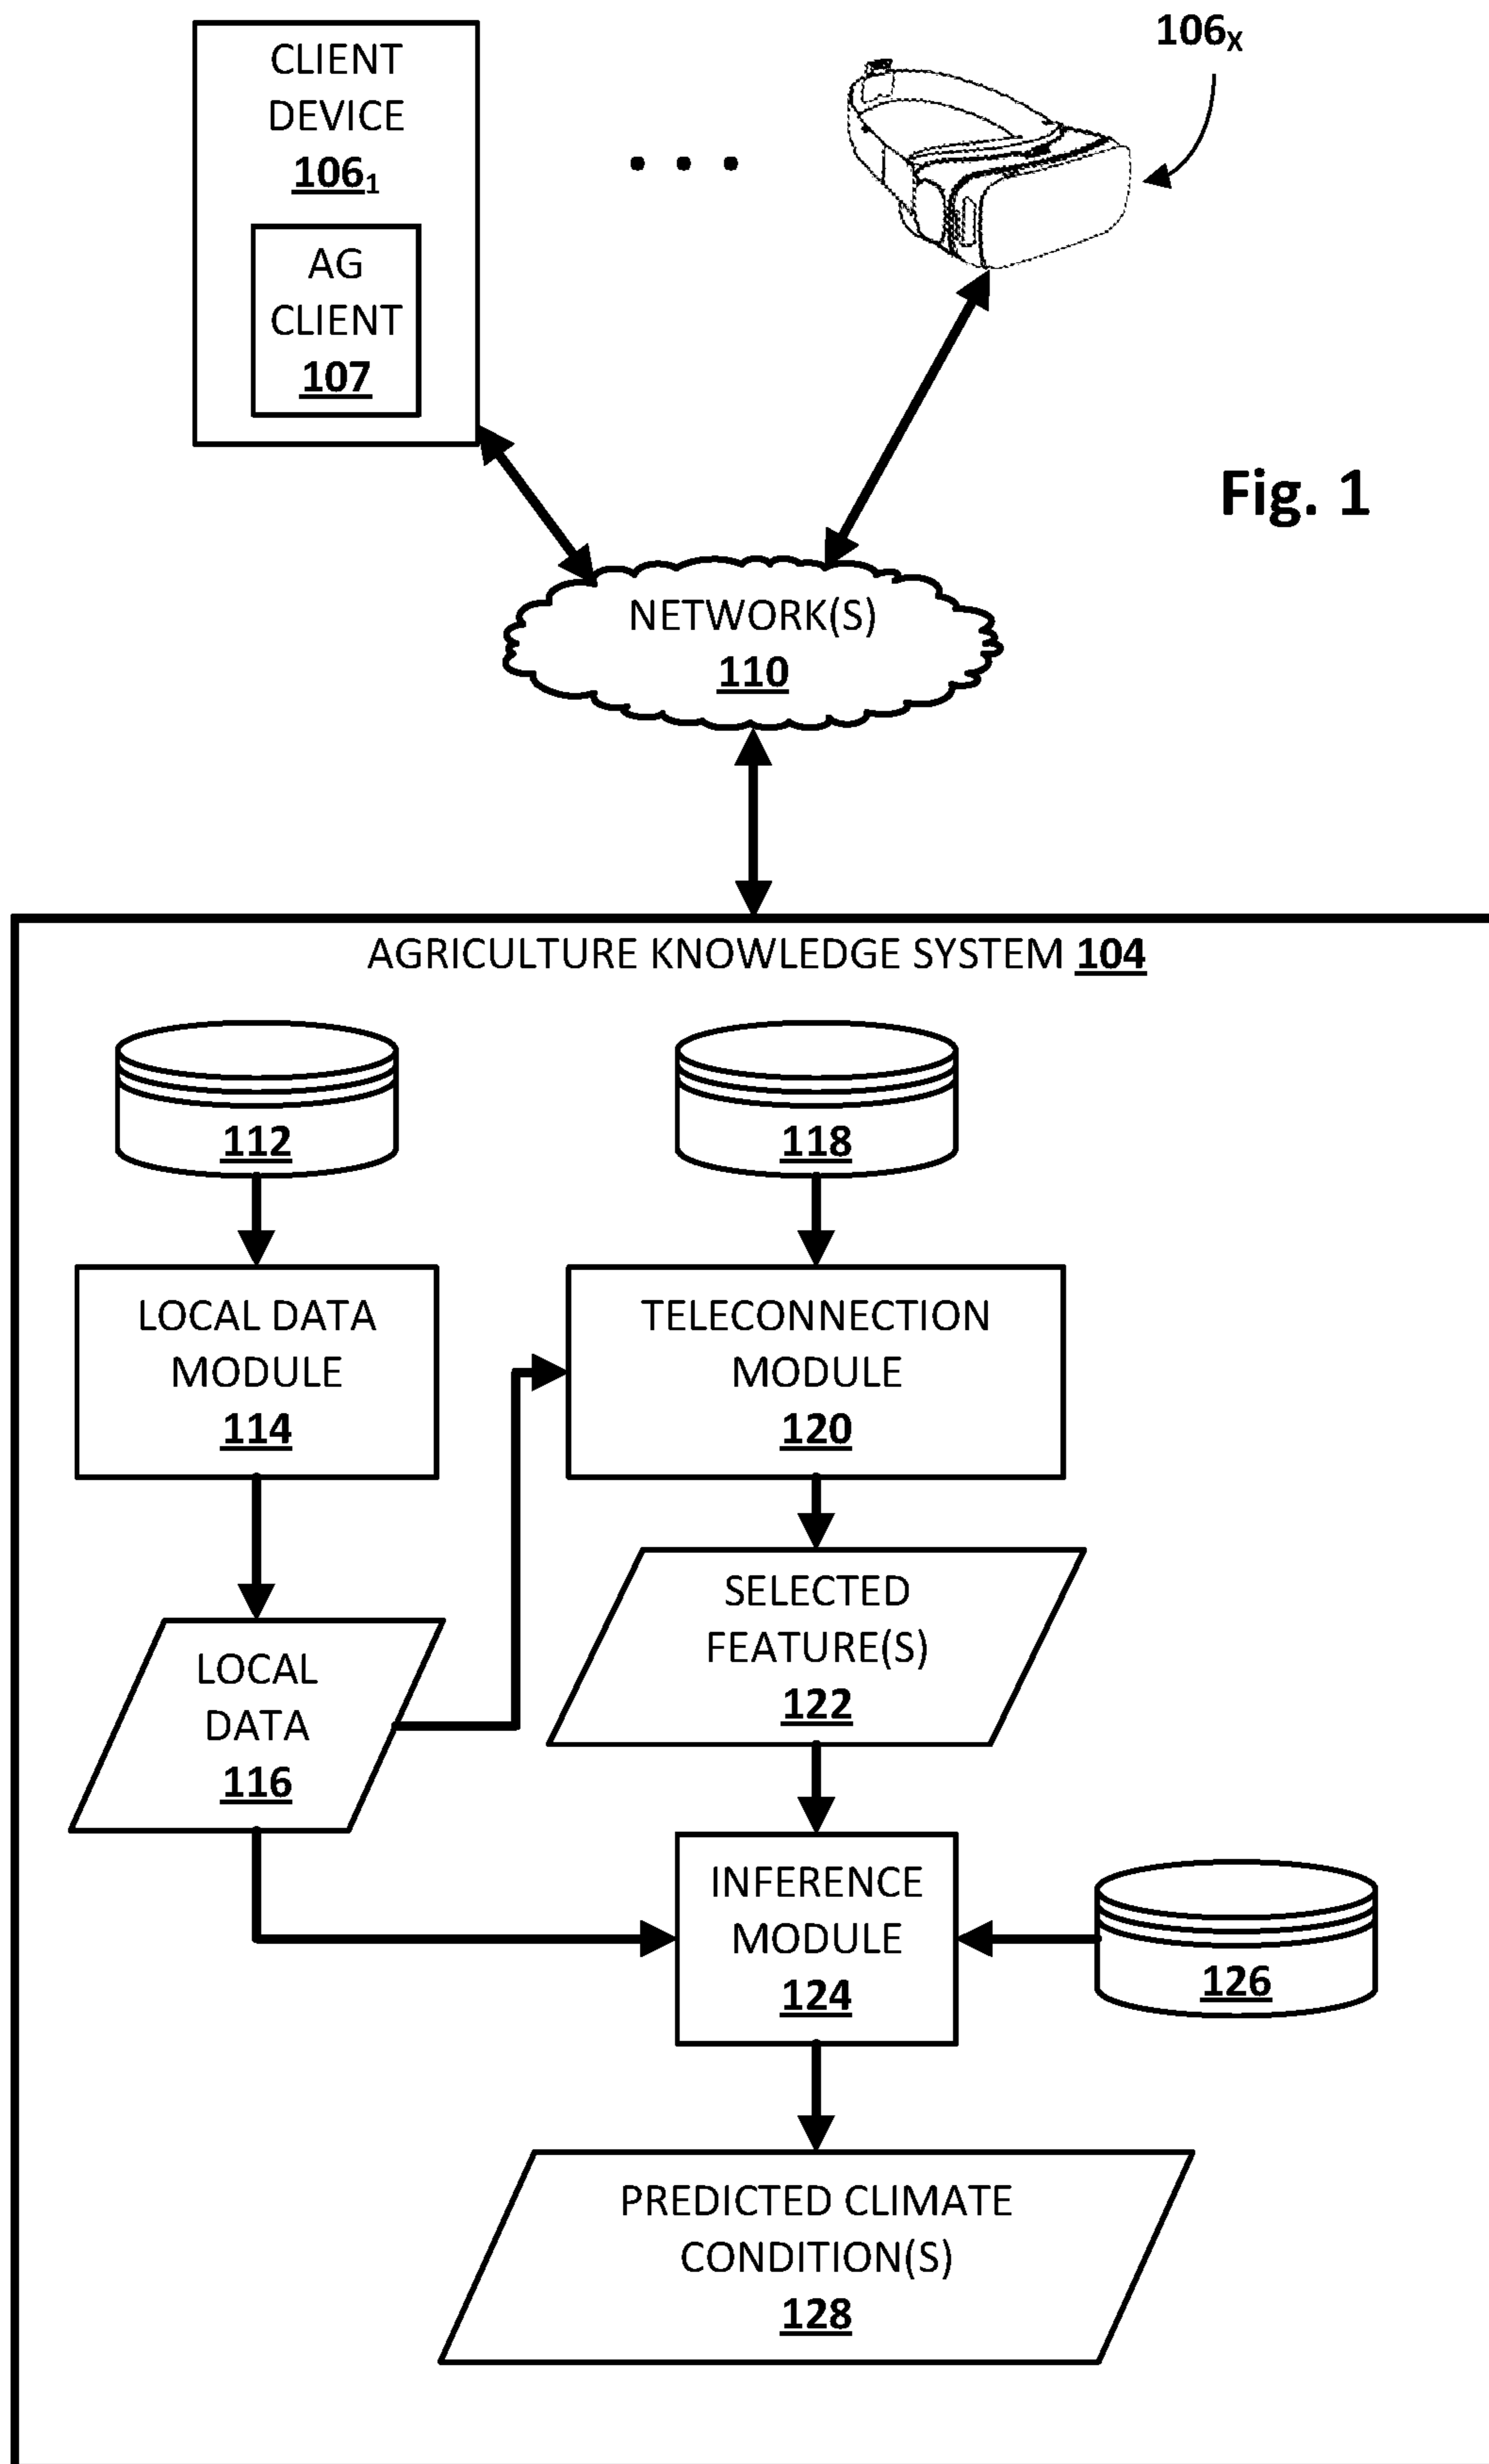 CLIENT
DEVICE
106₁
AG
CLIENT
107
106ₓ
Fig. 1
NETWORK(S)
110
AGRICULTURE KNOWLEDGE SYSTEM 104
112
118
LOCAL DATA
MODULE
114
TELECONNECTION
MODULE
120
SELECTED
FEATURE(S)
122
LOCAL
DATA
116
INFERENCE
MODULE
124
126
PREDICTED CLIMATE
CONDITION(S)
128